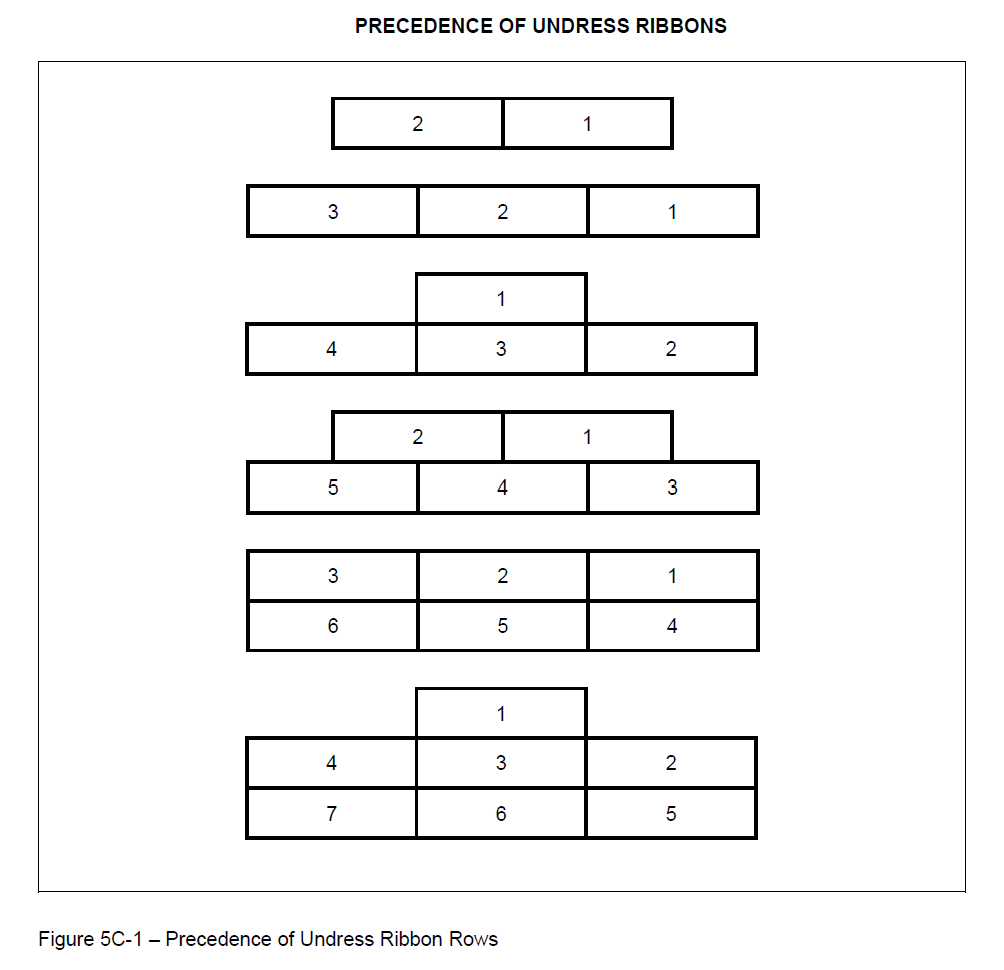 PRECEDENCE OF UNDRESS RIBBONS
2 1
3 2 1
1
4 3 2
2 1
5 4 3
3 2 1
6 5 4
1
4 3 2
7 6 5
Figure 5C-1 – Precedence of Undress Ribbon Rows